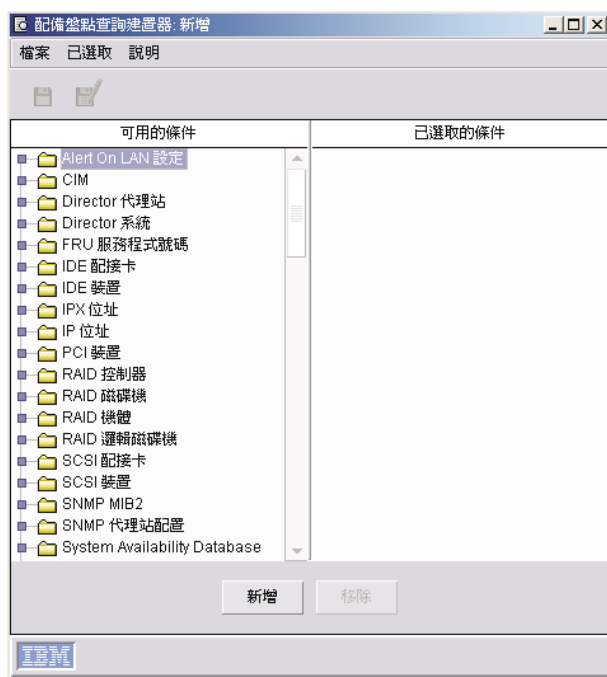 配備盤點查詢建置器: 新增
檔案 已選取 說明
可用的條件 已選取的條件
Alert On LAN 設定
CIM
Director 代理站
Director 系統
FRU 服務程式號碼
IDE 配接卡
IDE 裝置
IPX 位址
IP 位址
PCI 裝置
RAID 控制器
RAID 磁碟機
RAID 機體
RAID 邏輯磁碟機
SCSI 配接卡
SCSI 裝置
SNMP MIB2
SNMP 代理站配置
System Availability Database
新增 移除
IBM